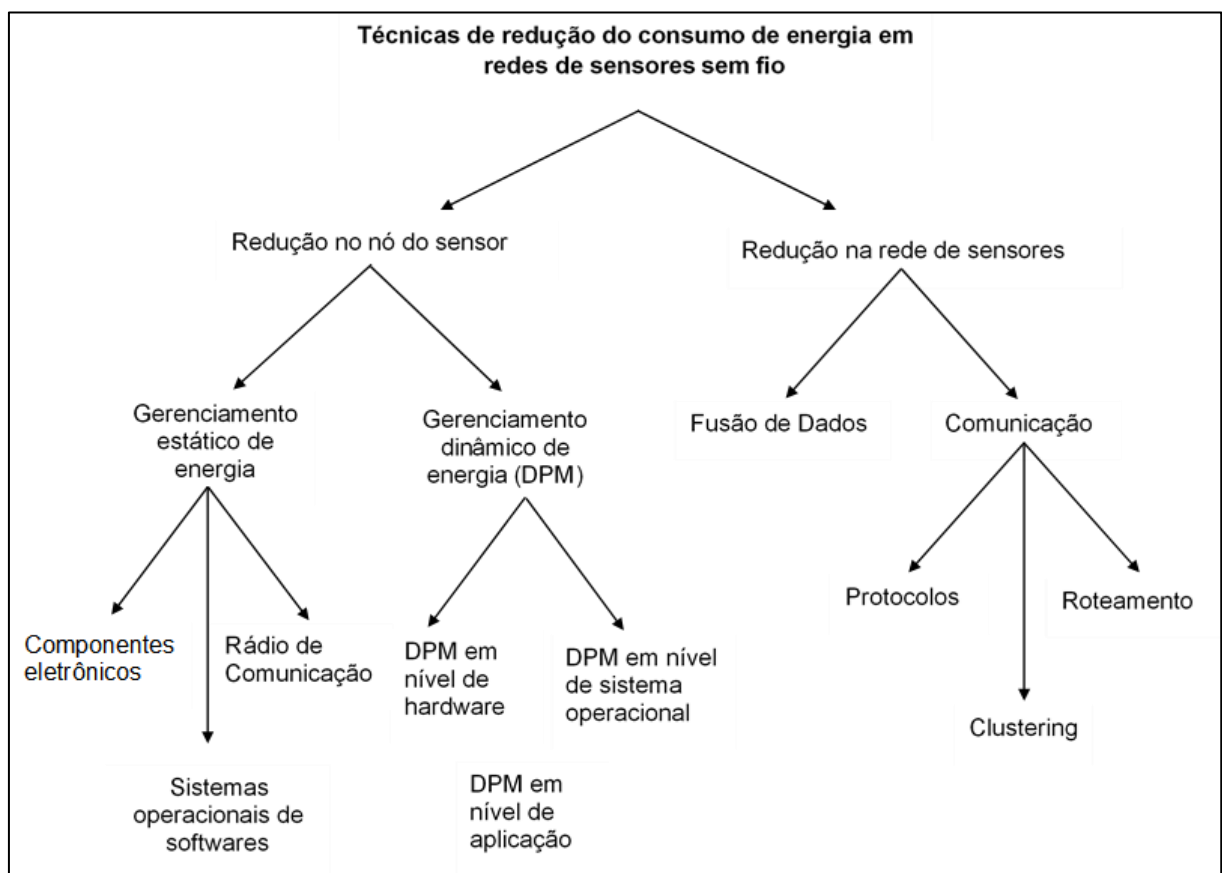 Técnicas de redução do consumo de energia em
redes de sensores sem fio
Redução no nó do sensor
Redução na rede de sensores
Gerenciamento
estático de
energia
Gerenciamento
dinâmico de
energia (DPM)
Fusão de Dados
Comunicação
Componentes
eletrônicos
Rádio de
Comunicação
DPM em
nível de
hardware
DPM em nível
de sistema
operacional
Protocolos
Roteamento
Sistemas
operacionais de
softwares
DPM em
nível de
aplicação
Clustering